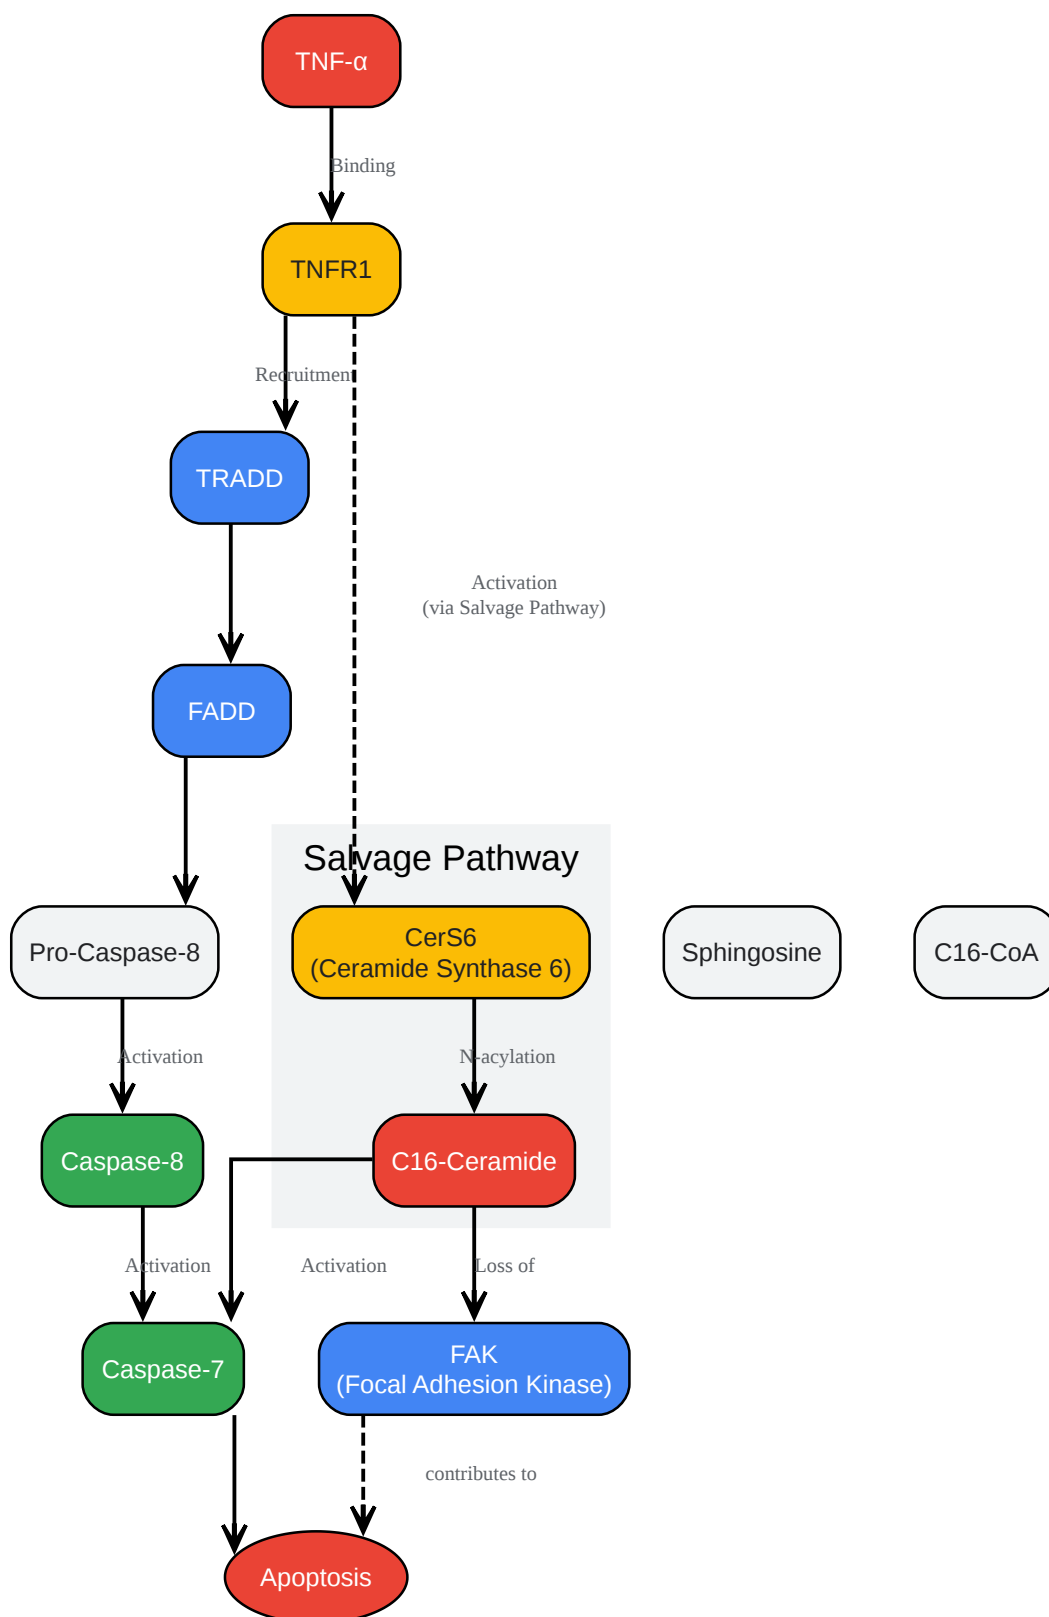 TNF-α
Binding
TNFR1
Recruitment
TRADD
Activation
(via Salvage Pathway)
FADD
Salvage Pathway
Pro-Caspase-8
CerS6
(Ceramide Synthase 6)
Sphingosine
C16-CoA
Activation
N-acylation
Caspase-8
C16-Ceramide
Activation
Activation
Loss of
Caspase-7
FAK
(Focal Adhesion Kinase)
contributes to
Apoptosis